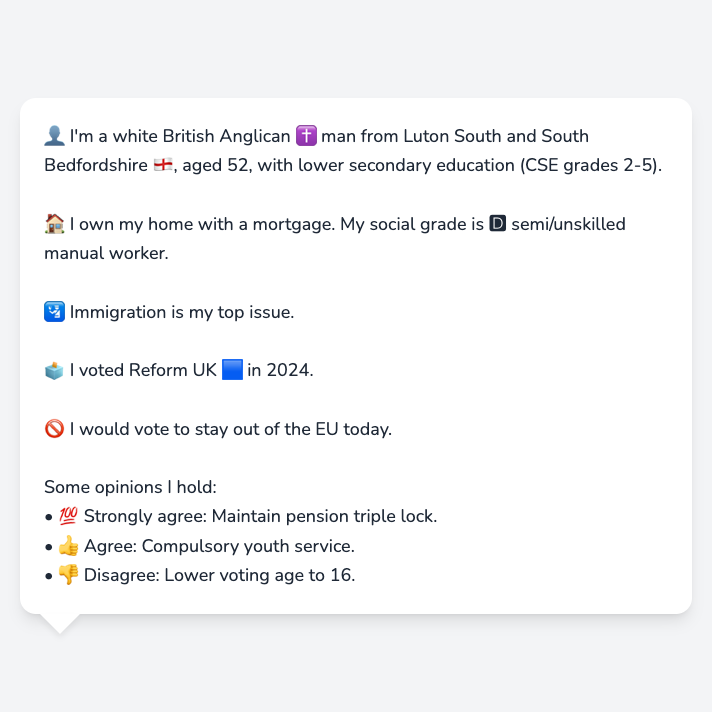 👤 I'm a white British Anglican ✝️ man from Luton South and South
Bedfordshire 🏴󠁧󠁢󠁥󠁮󠁧󠁿, aged 52, with lower secondary education (CSE grades 2-5).
🏠 I own my home with a mortgage. My social grade is 🅳 semi/unskilled
manual worker.
🛂 Immigration is my top issue.
🗳️ I voted Reform UK 🟦 in 2024.
🚫 I would vote to stay out of the EU today.
Some opinions I hold:
• 💯 Strongly agree: Maintain pension triple lock.
• 👍 Agree: Compulsory youth service.
• 👎 Disagree: Lower voting age to 16.